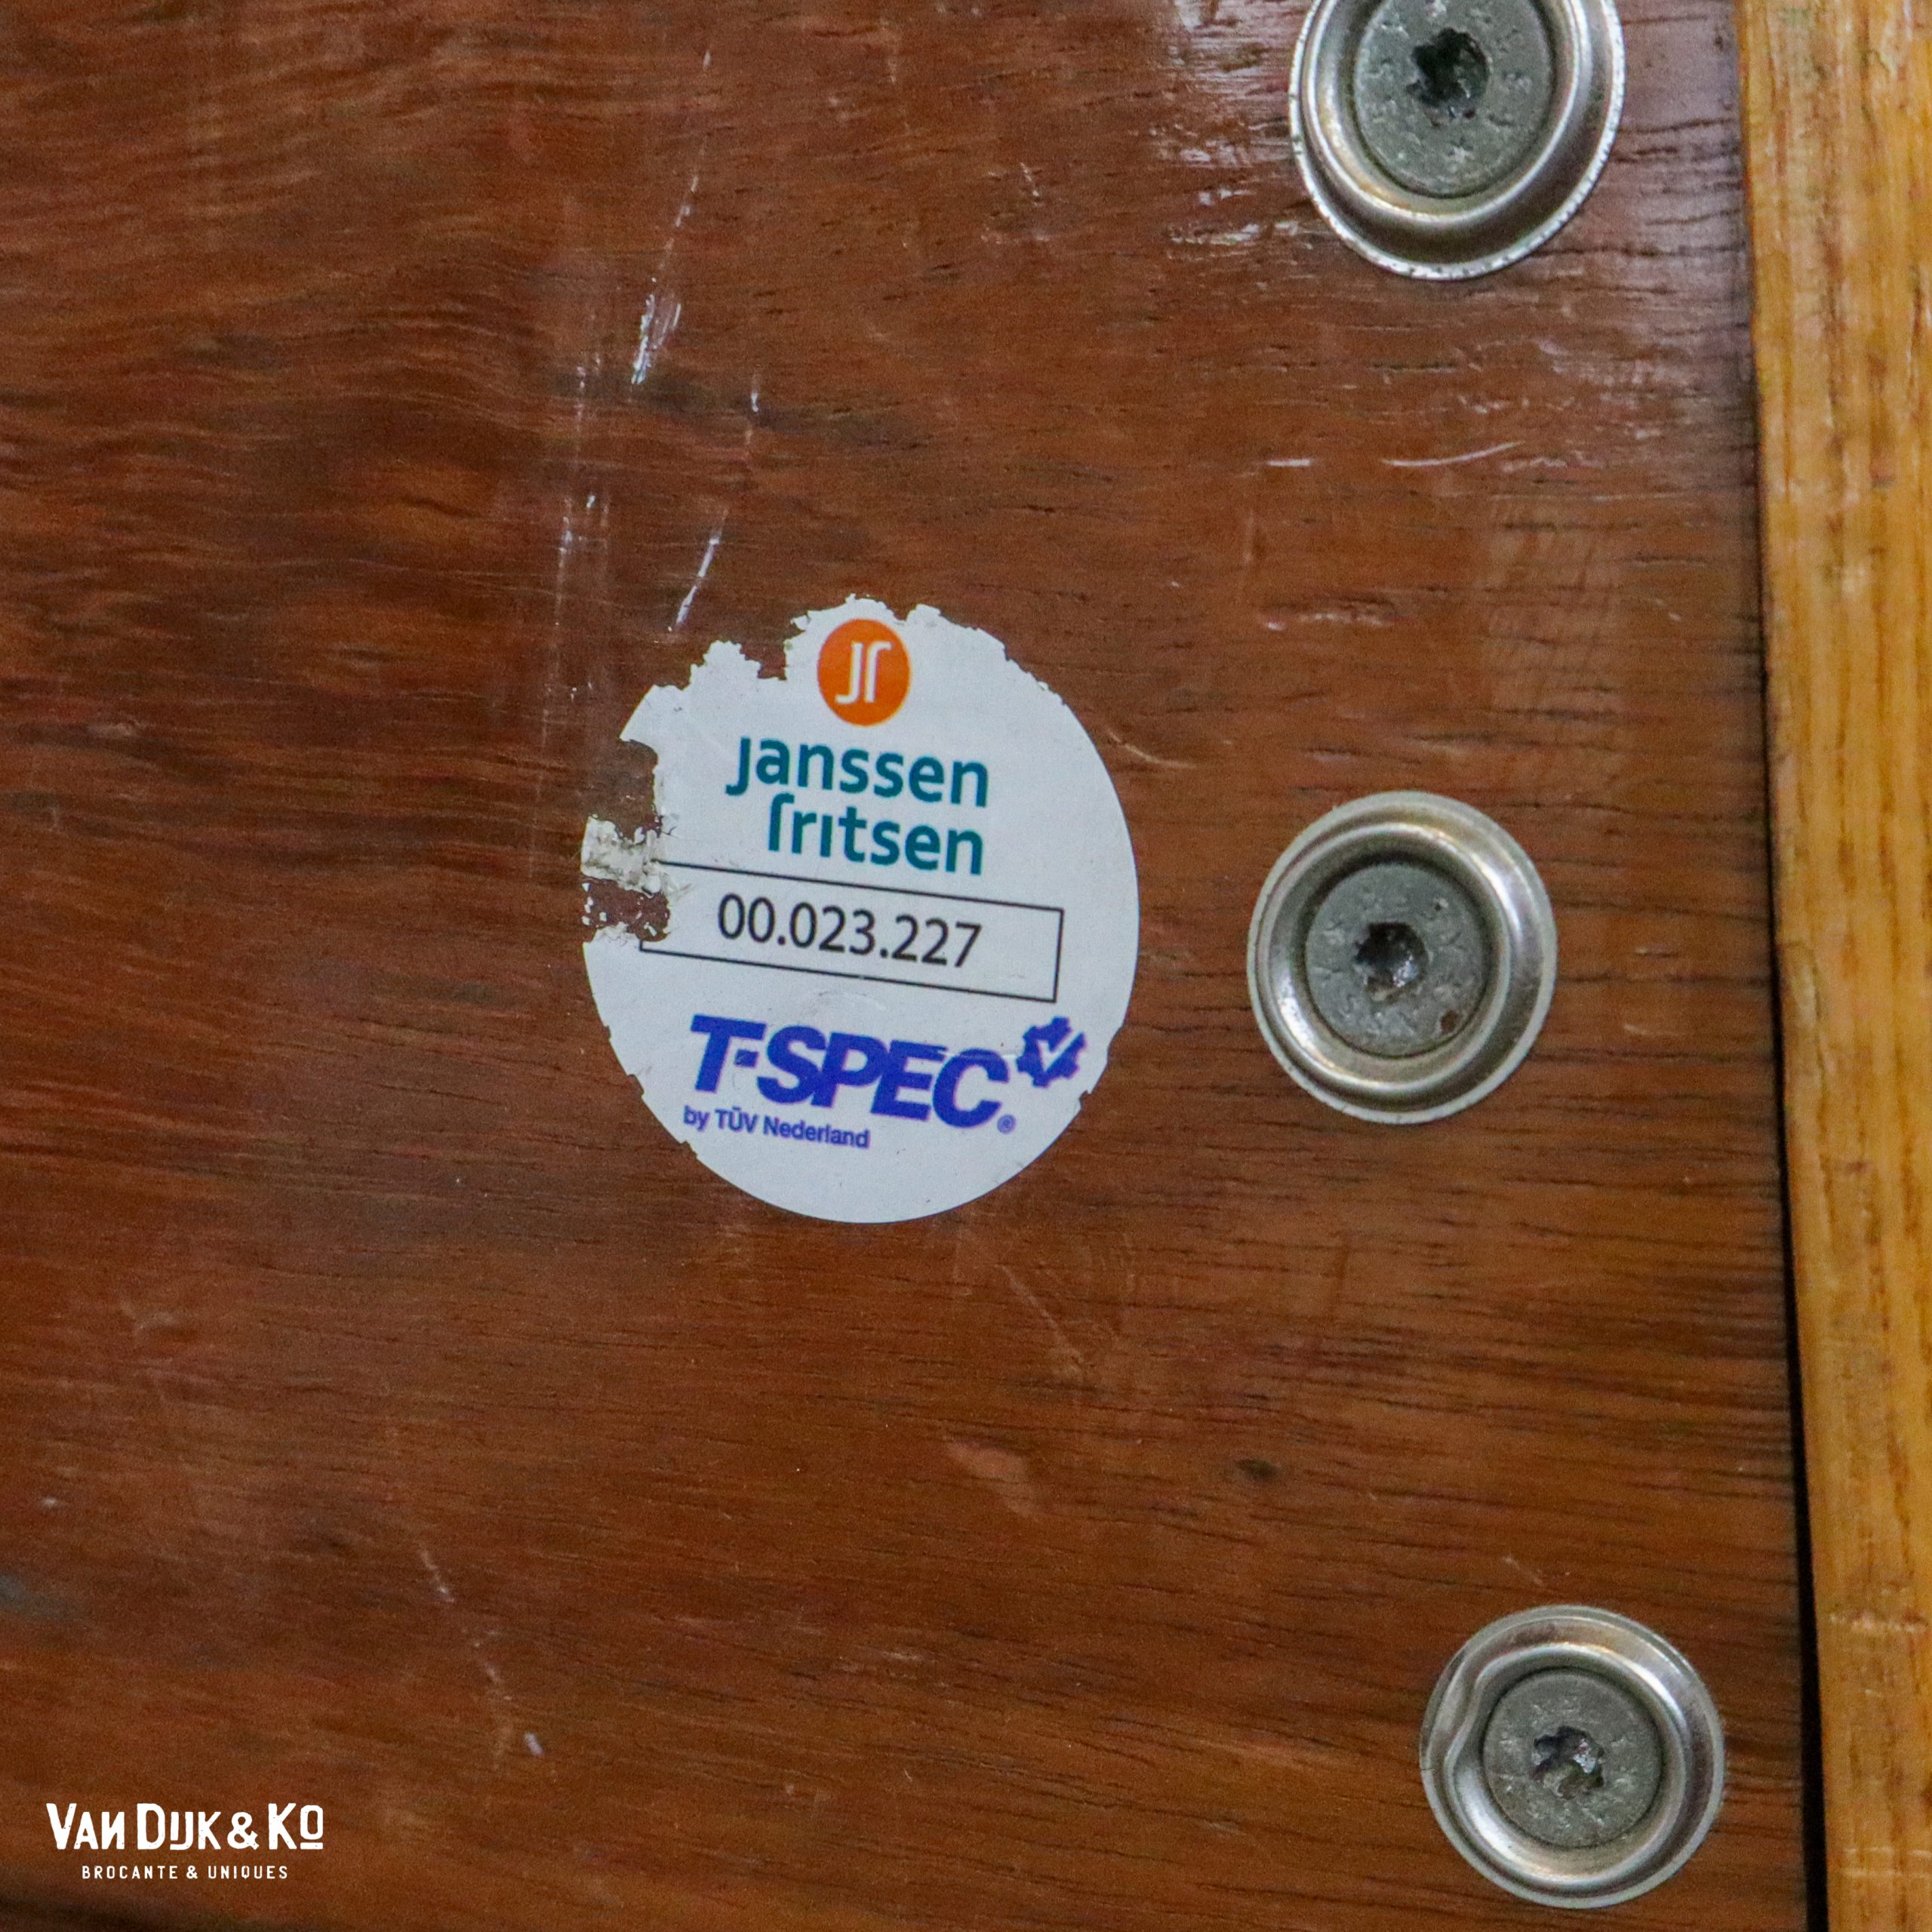 jf
Janssen
fritsen
00.023.227
T-SPEC®
by TÜV Nederland
VAN DIJK & KO
BROCANTE & UNIQUES